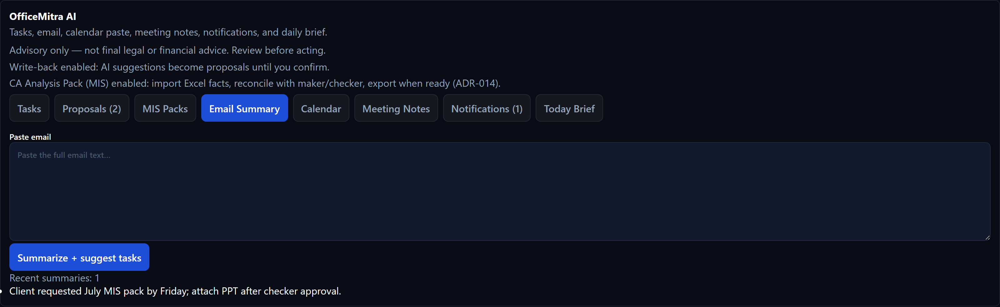 OfficeMitra AI
Tasks, email, calendar paste, meeting notes, notifications, and daily brief.
Advisory only — not final legal or financial advice. Review before acting.
Write-back enabled: AI suggestions become proposals until you confirm.
CA Analysis Pack (MIS) enabled: import Excel facts, reconcile with maker/checker, export when ready (ADR-014).
Tasks Proposals (2) MIS Packs Email Summary Calendar Meeting Notes Notifications (1) Today Brief
Paste email
Paste the full email text...
Summarize + suggest tasks
Recent summaries: 1
Client requested July MIS pack by Friday; attach PPT after checker approval.